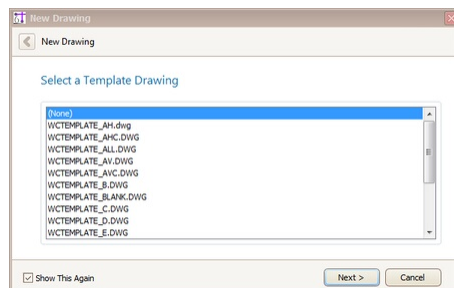 New Drawing
New Drawing
Select a Template Drawing
(None)
WCTEMPLATE_AH.dwg
WCTEMPLATE_AHC.DWG
WCTEMPLATE_ALL.DWG
WCTEMPLATE_AV.DWG
WCTEMPLATE_AVC.DWG
WCTEMPLATE_B.DWG
WCTEMPLATE_BLANK.DWG
WCTEMPLATE_C.DWG
WCTEMPLATE_D.DWG
WCTEMPLATE_E.DWG
Show This Again
Next >
Cancel